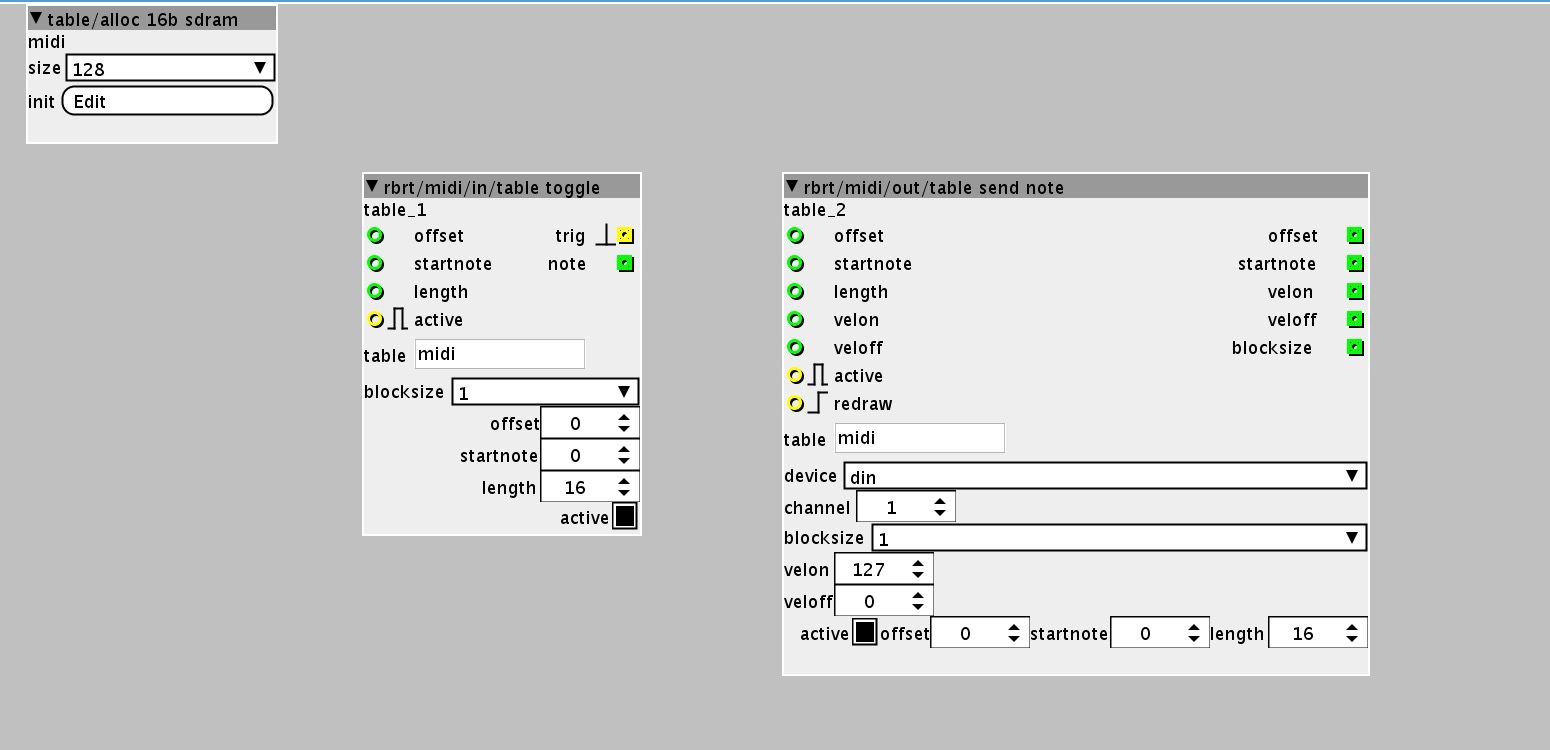 table/alloc 16b sdram
midi
size 128
init Edit
rbrt/midi/in/table toggle
table_1
offset trig
startnote note
length
active
table midi
blocksize 1
offset 0
startnote 0
length 16
active
rbrt/midi/out/table send note
table_2
offset offset
startnote startnote
length velon
velon veloff
veloff blocksize
active
redraw
table midi
device din
channel 1
blocksize 1
velon 127
veloff 0
active offset 0 startnote 0 length 16